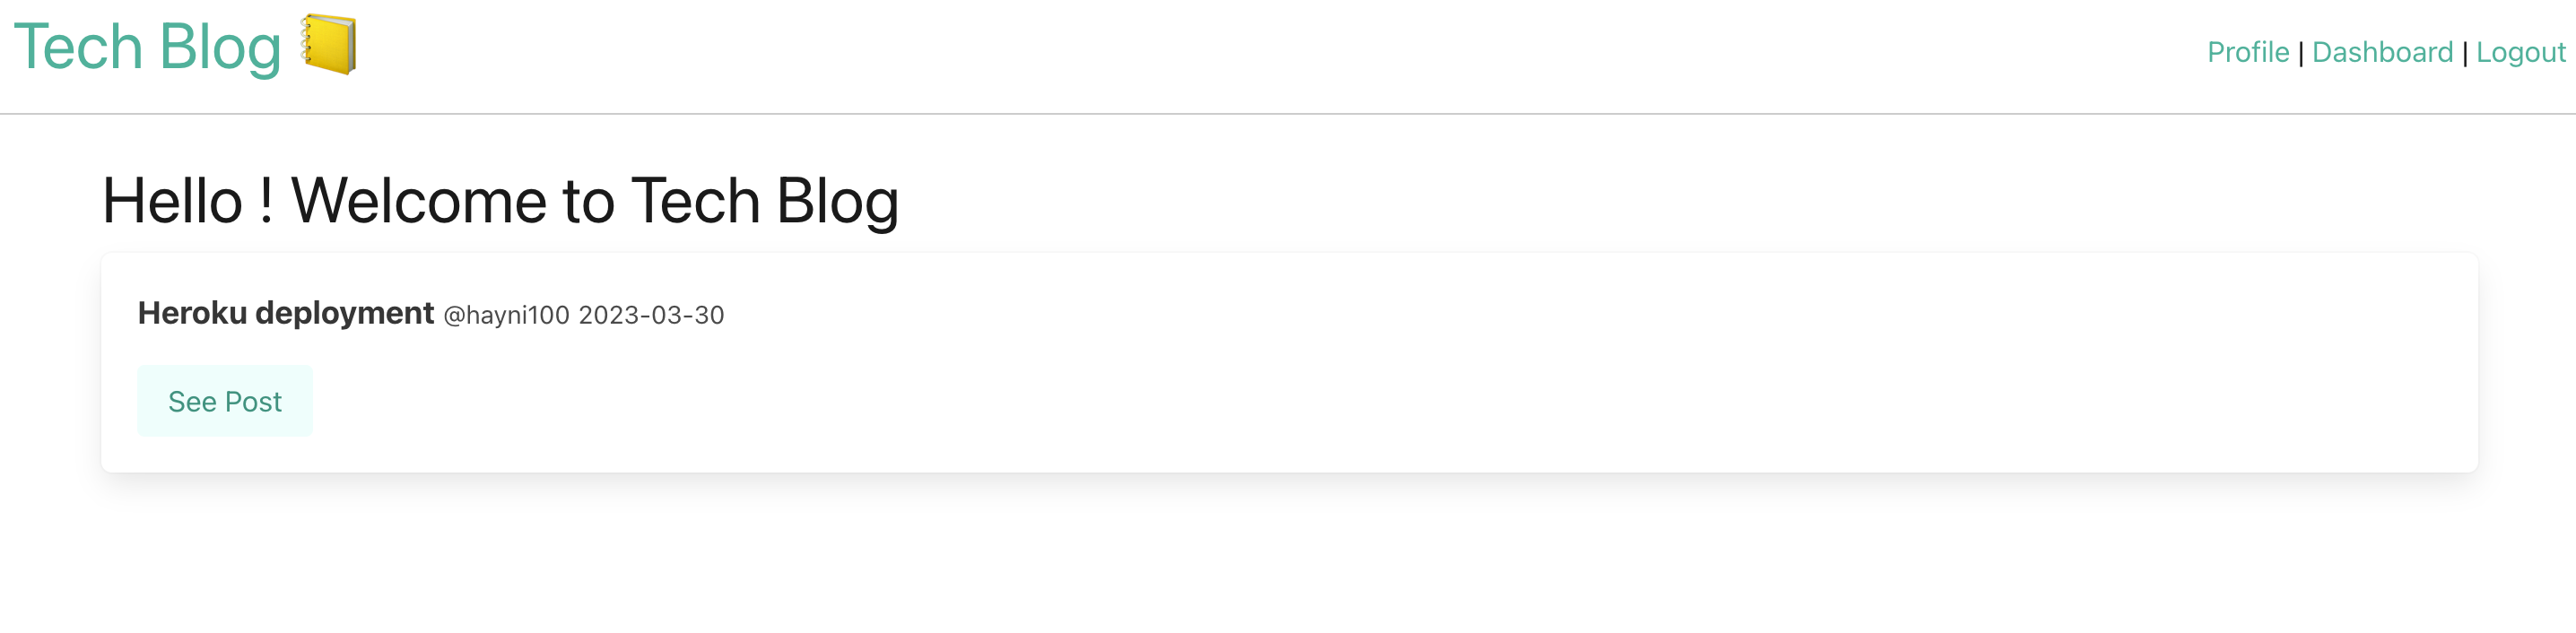 Tech Blog
Profile | Dashboard | Logout
Hello ! Welcome to Tech Blog
Heroku deployment @hayni100 2023-03-30
See Post